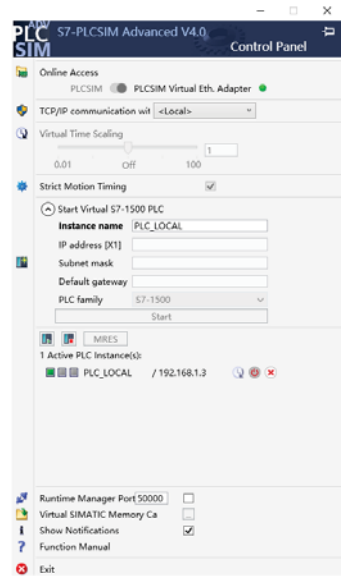 PLC SIM ADV
S7-PLCSIM Advanced V4.0
Control Panel
Online Access
PLCSIM PLCSIM Virtual Eth. Adapter
TCP/IP communication wit <Local>
Virtual Time Scaling
1
0.01 Off 100
Strict Motion Timing
Start Virtual S7-1500 PLC
Instance name PLC_LOCAL
IP address [X1]
Subnet mask
Default gateway
PLC family S7-1500
Start
MRES
1 Active PLC Instance(s):
PLC_LOCAL / 192.168.1.3
Runtime Manager Port 50000
Virtual SIMATIC Memory Ca ...
Show Notifications
? Function Manual
Exit